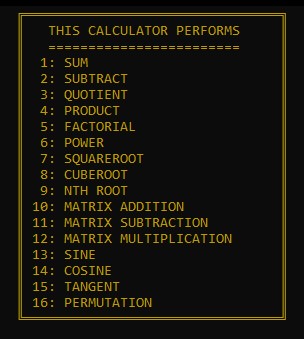 THIS CALCULATOR PERFORMS
========================
1: SUM
2: SUBTRACT
3: QUOTIENT
4: PRODUCT
5: FACTORIAL
6: POWER
7: SQUAREROOT
8: CUBEROOT
9: NTH ROOT
10: MATRIX ADDITION
11: MATRIX SUBTRACTION
12: MATRIX MULTIPLICATION
13: SINE
14: COSINE
15: TANGENT
16: PERMUTATION